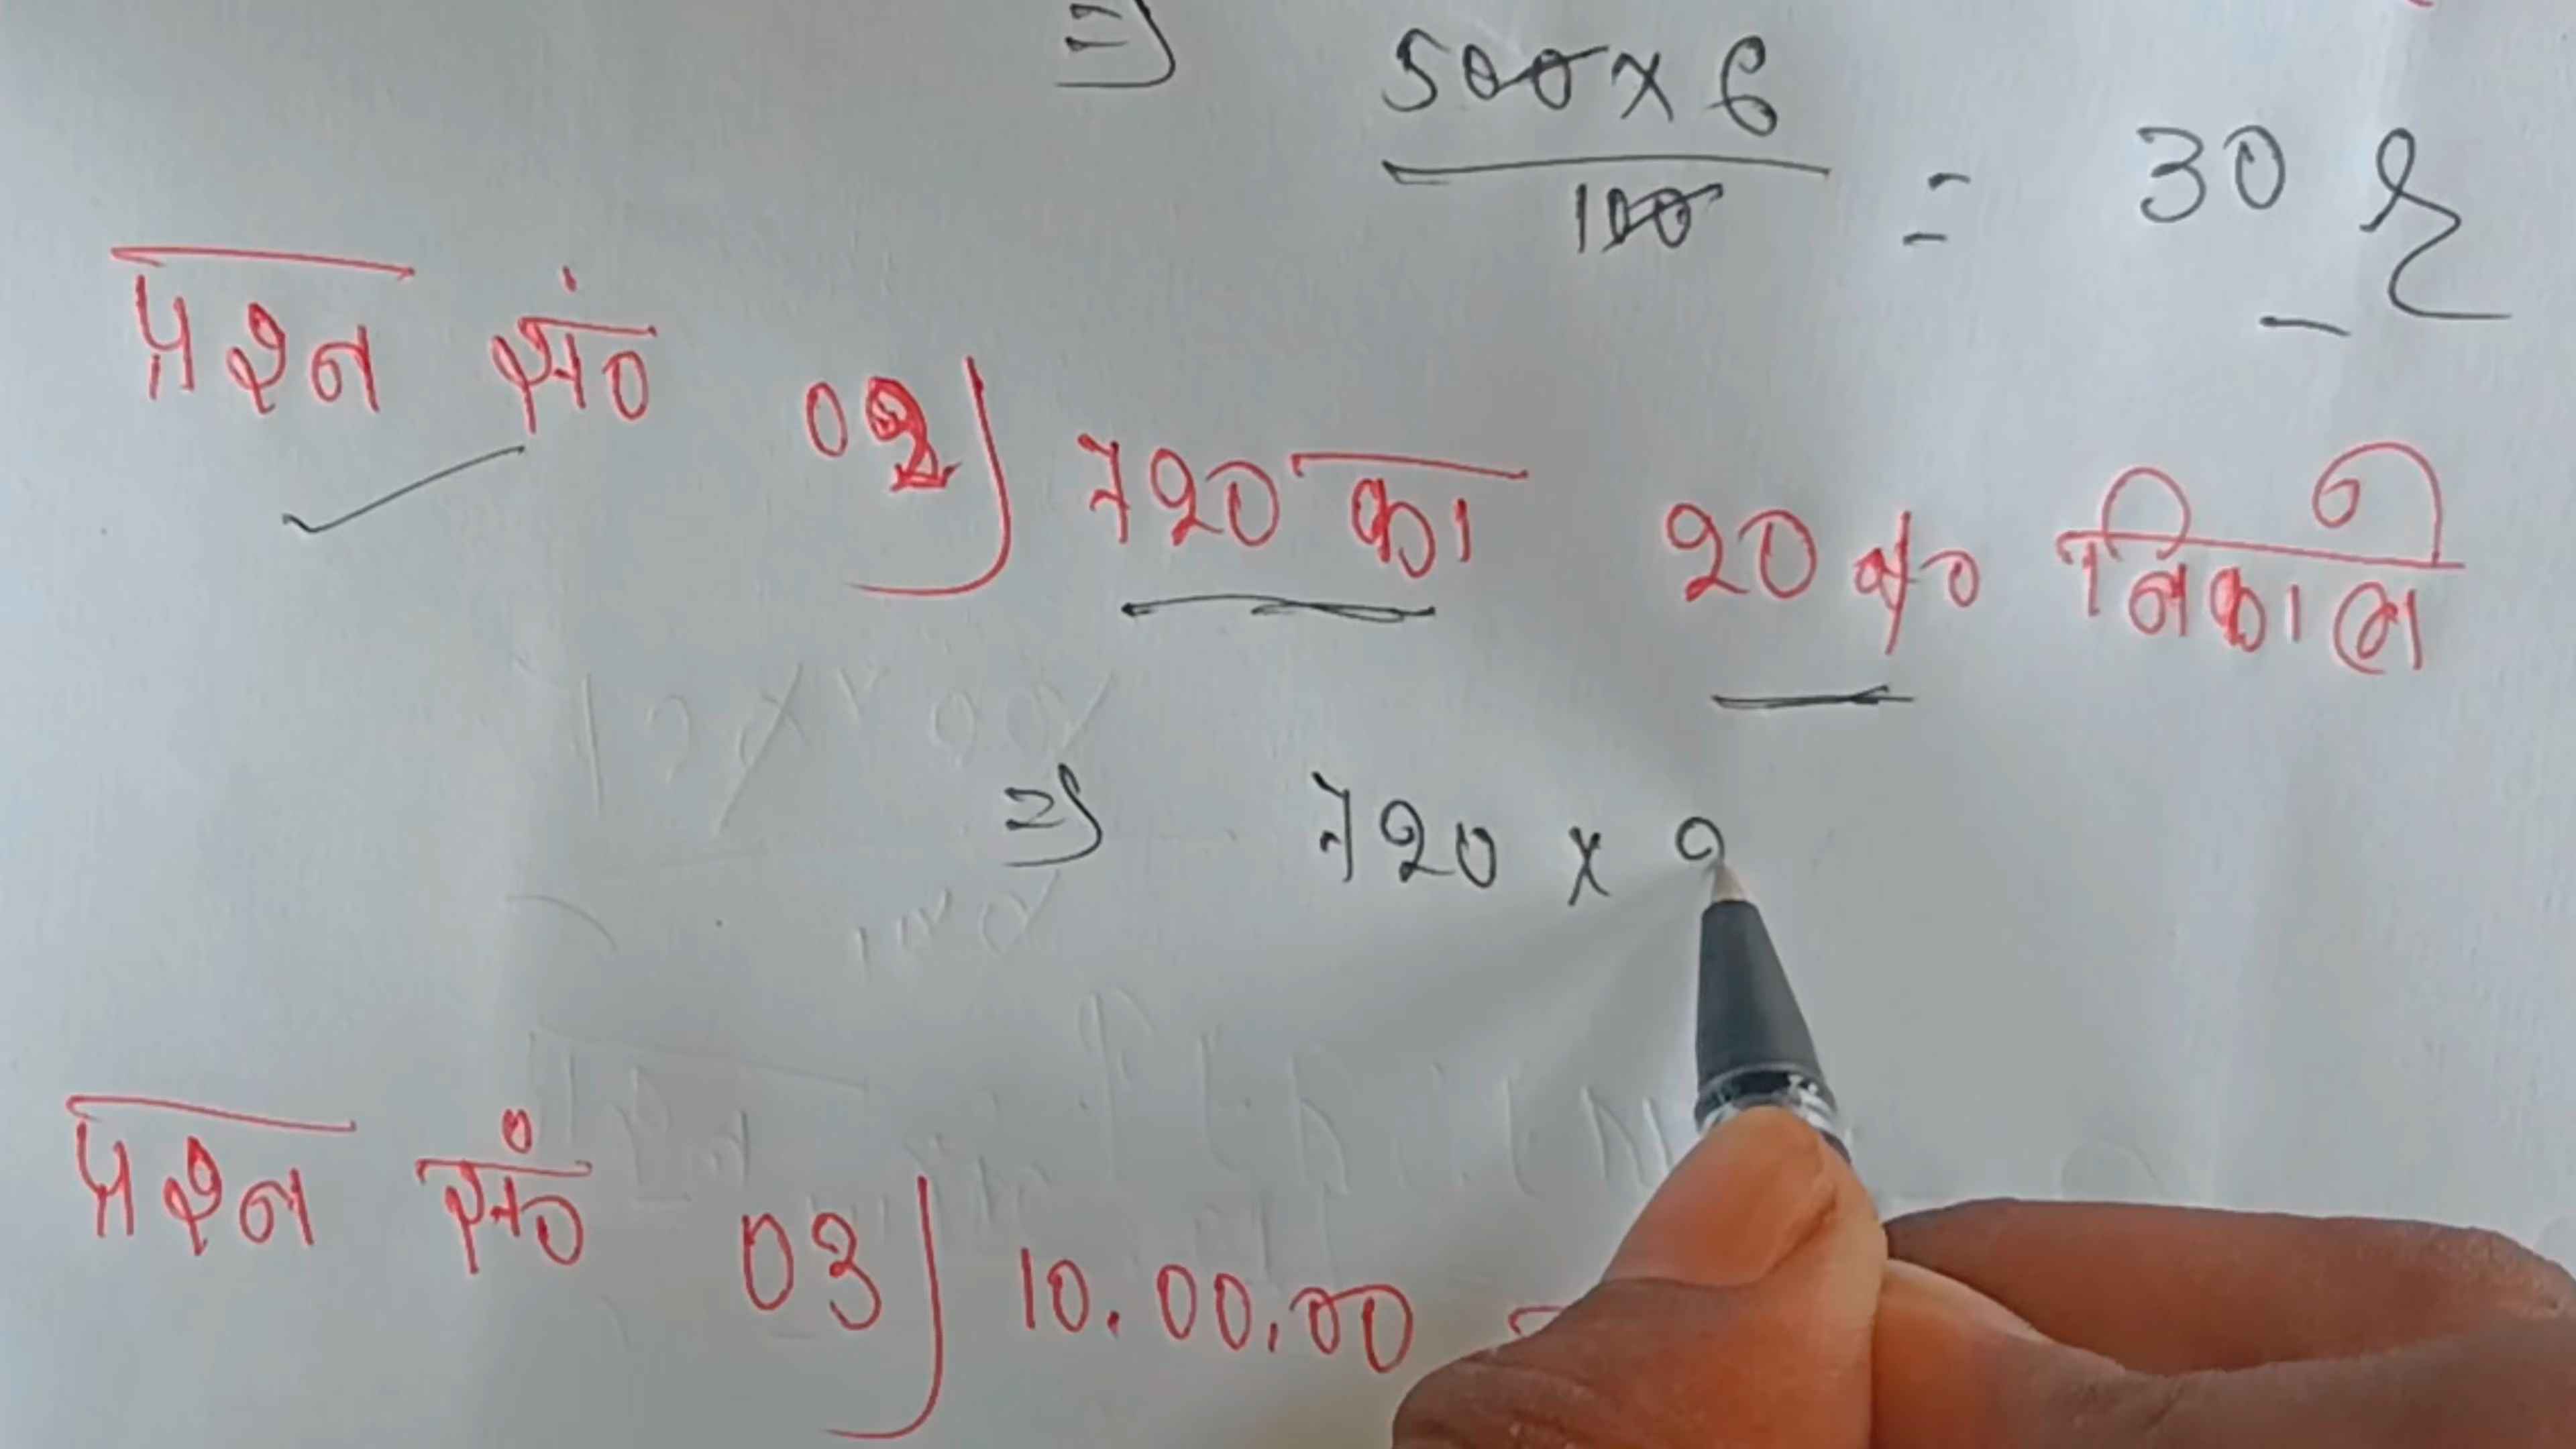 => 500 x 6
100
= 30 रु
प्रश्न सं० 02) 720 का 20% निकाले
=> 720 x 2
प्रश्न सं० 03) 10.00.00